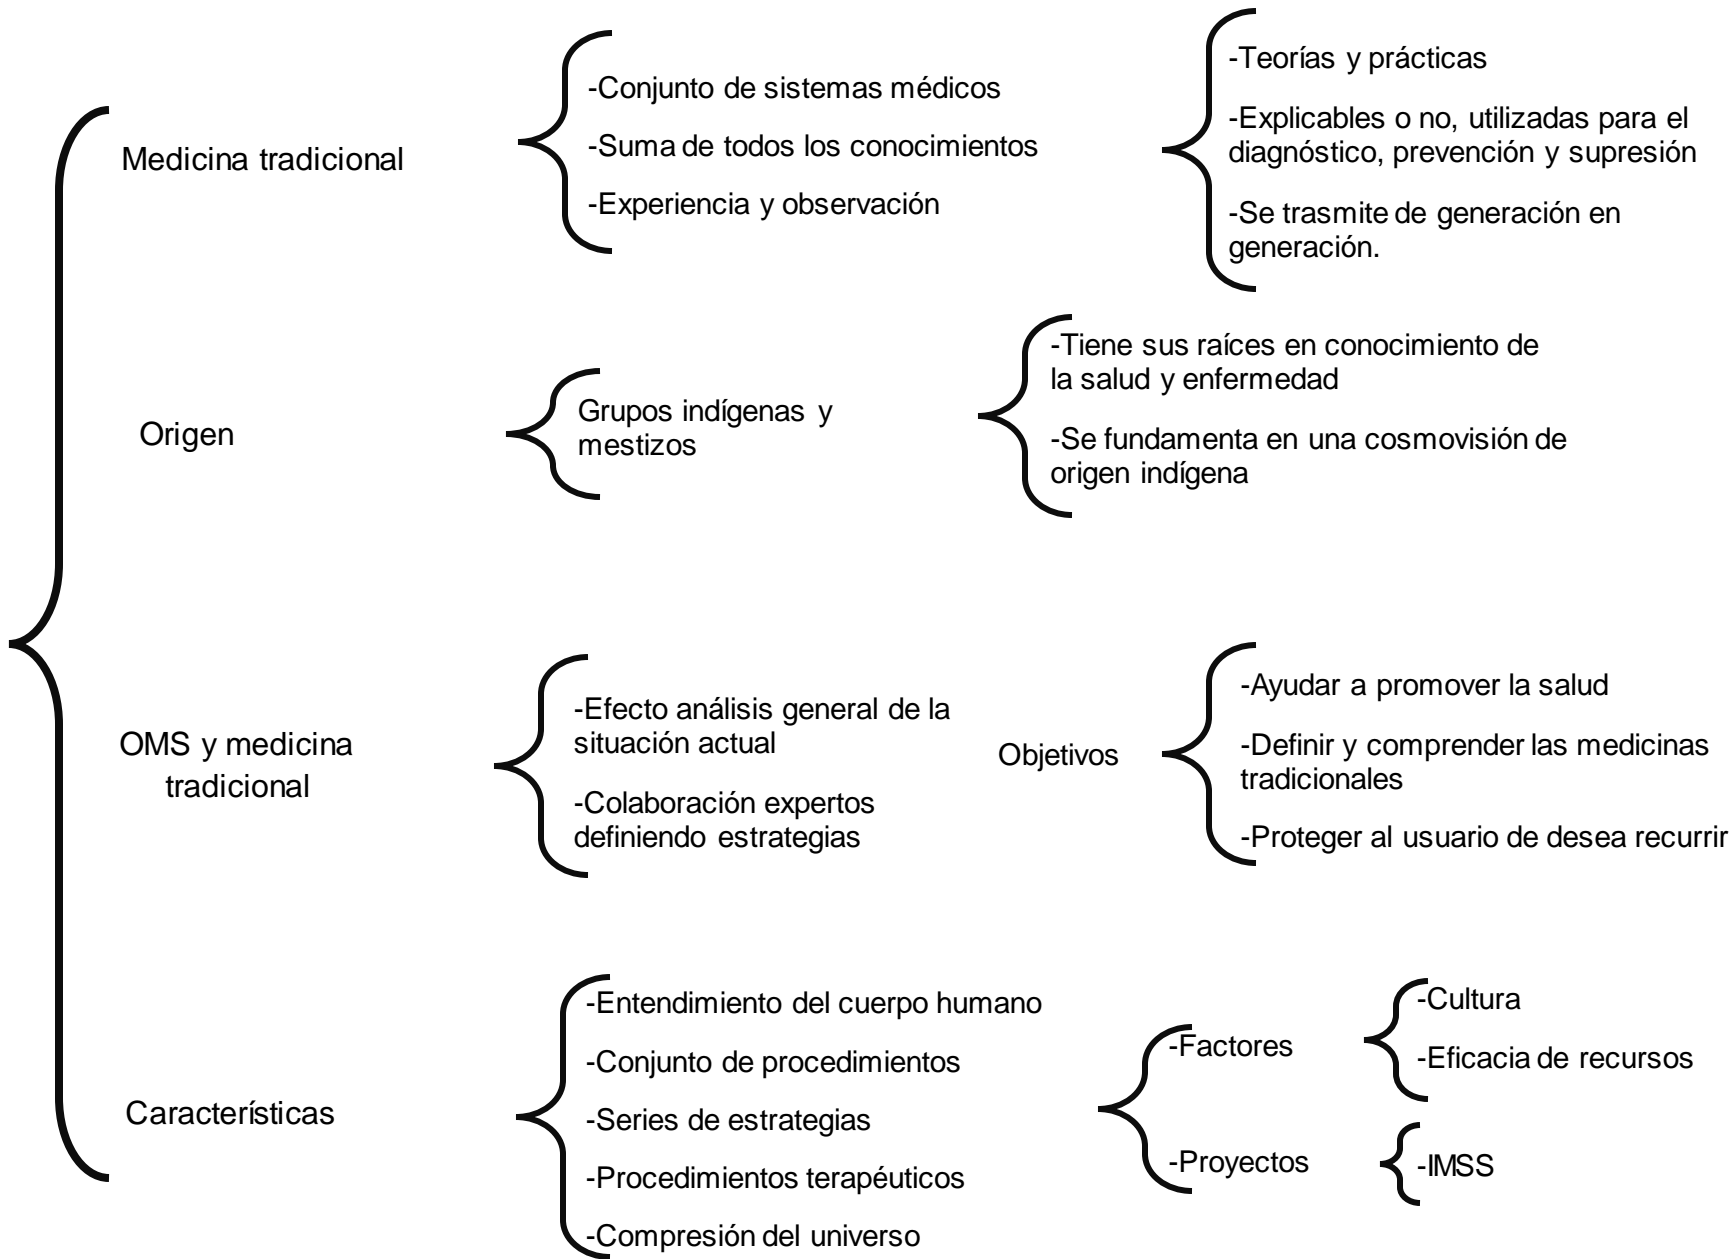 Medicina tradicional
-Conjunto de sistemas médicos
-Suma de todos los conocimientos
-Experiencia y observación
-Teorías y prácticas
-Explicables o no, utilizadas para el
diagnóstico, prevención y supresión
-Se trasmite de generación en
generación.
Origen
Grupos indígenas y
mestizos
-Tiene sus raíces en conocimiento de
la salud y enfermedad
-Se fundamenta en una cosmovisión de
origen indígena
OMS y medicina
tradicional
-Efecto análisis general de la
situación actual
-Colaboración expertos
definiendo estrategias
Objetivos
-Ayudar a promover la salud
-Definir y comprender las medicinas
tradicionales
-Proteger al usuario de desea recurrir
Características
-Entendimiento del cuerpo humano
-Conjunto de procedimientos
-Series de estrategias
-Procedimientos terapéuticos
-Compresión del universo
-Factores
-Cultura
-Eficacia de recursos
-Proyectos
-IMSS